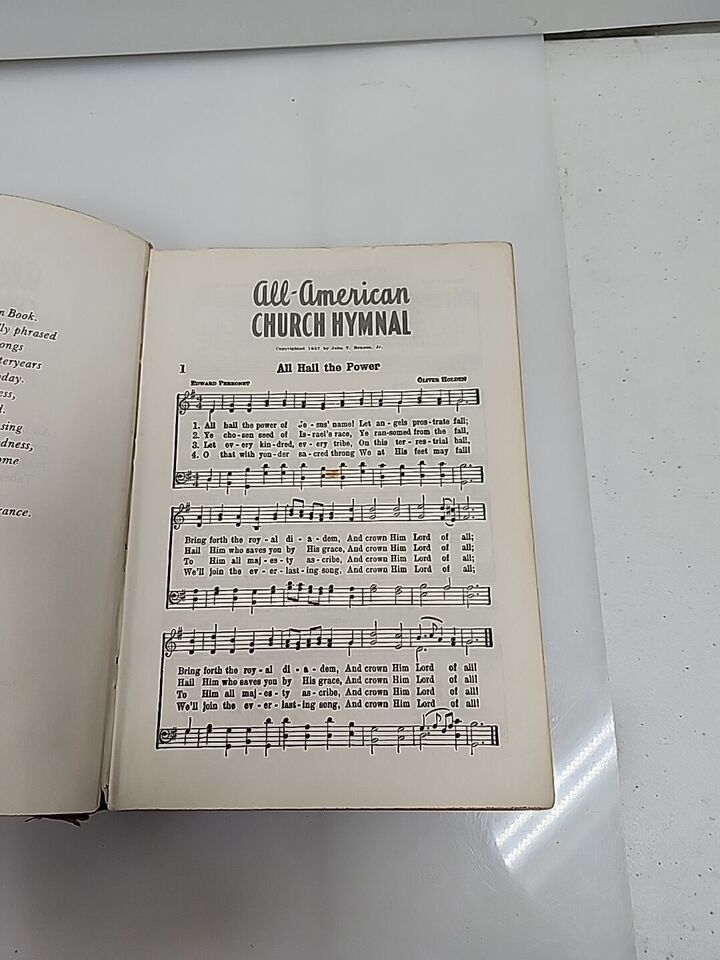 n Book.
lly phrased
ongs
teryears
day.
ess,
d.
sing
dness,
ome
rance.
All-American
CHURCH HYMNAL
Copyrighted 1937 by John T. Benson, Jr.
1 All Hail the Power
EDWARD PERRONET OLIVER HOLDEN
1. All hail the power of Je - sus' name! Let an - gels pros - trate fall;
2. Ye cho - sen seed of Is - rael's race, Ye ran - somed from the fall,
3. Let ev - ery kin - dred, ev - ery tribe, On this ter - res - trial ball,
4. O that with yon - der sa - cred throng We at His feet may fall!
Bring forth the roy - al di - a - dem, And crown Him Lord of all;
Hail Him who saves you by His grace, And crown Him Lord of all;
To Him all maj - es - ty as - cribe, And crown Him Lord of all;
We'll join the ev - er - last - ing song, And crown Him Lord of all;
Bring forth the roy - al di - a - dem, And crown Him Lord of all!
Hail Him who saves you by His grace, And crown Him Lord of all!
To Him all maj - es - ty as - cribe, And crown Him Lord of all!
We'll join the ev - er - last - ing song, And crown Him Lord of all!